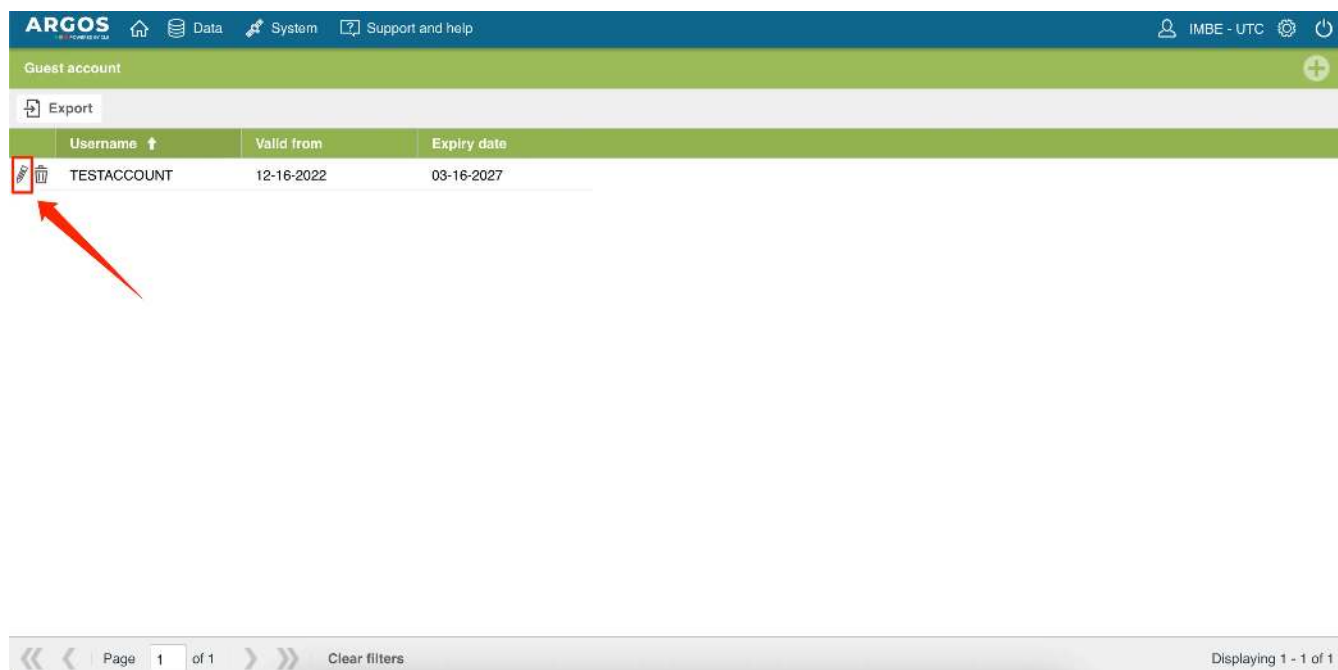 ARGOS Data System Support and help IMBE - UTC
Guest account
Export
Username Valid from Expiry date
TESTACCOUNT 12-16-2022 03-16-2027
Page 1 of 1 Clear filters Displaying 1 - 1 of 1